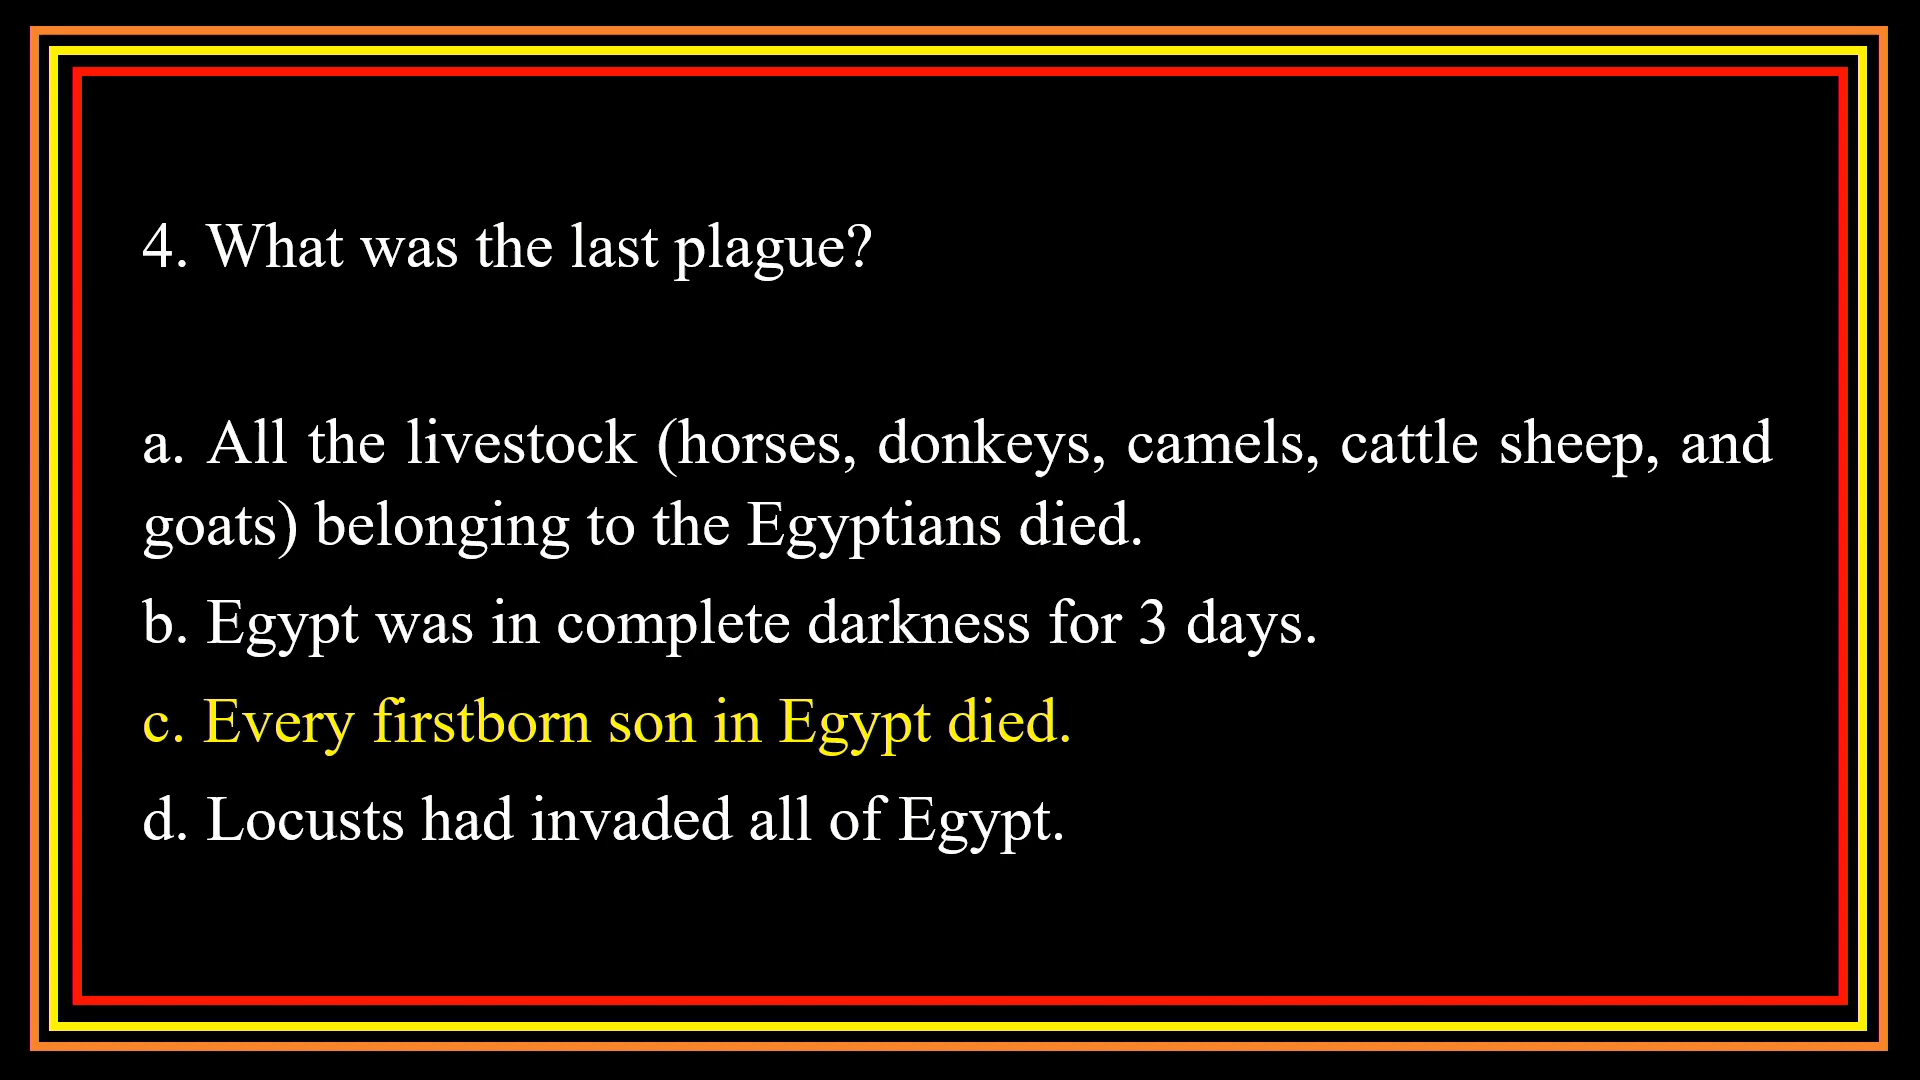 4. What was the last plague?
a. All the livestock (horses, donkeys, camels, cattle sheep, and
goats) belonging to the Egyptians died.
b. Egypt was in complete darkness for 3 days.
c. Every firstborn son in Egypt died.
d. Locusts had invaded all of Egypt.